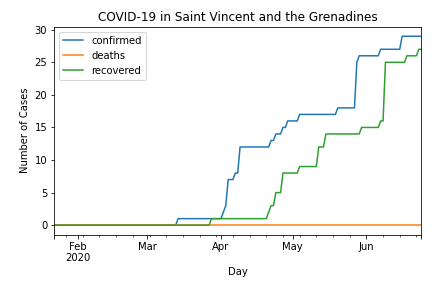 COVID-19 in Saint Vincent and the Grenadines
confirmed
deaths
recovered
30
25
20
15
10
5
0
Number of Cases
Feb
2020
Mar
Apr
May
Jun
Day